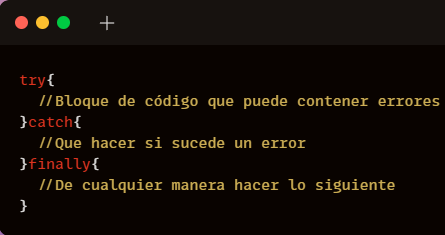 try{
//Bloque de código que puede contener errores
}catch{
//Que hacer si sucede un error
}finally{
//De cualquier manera hacer lo siguiente
}